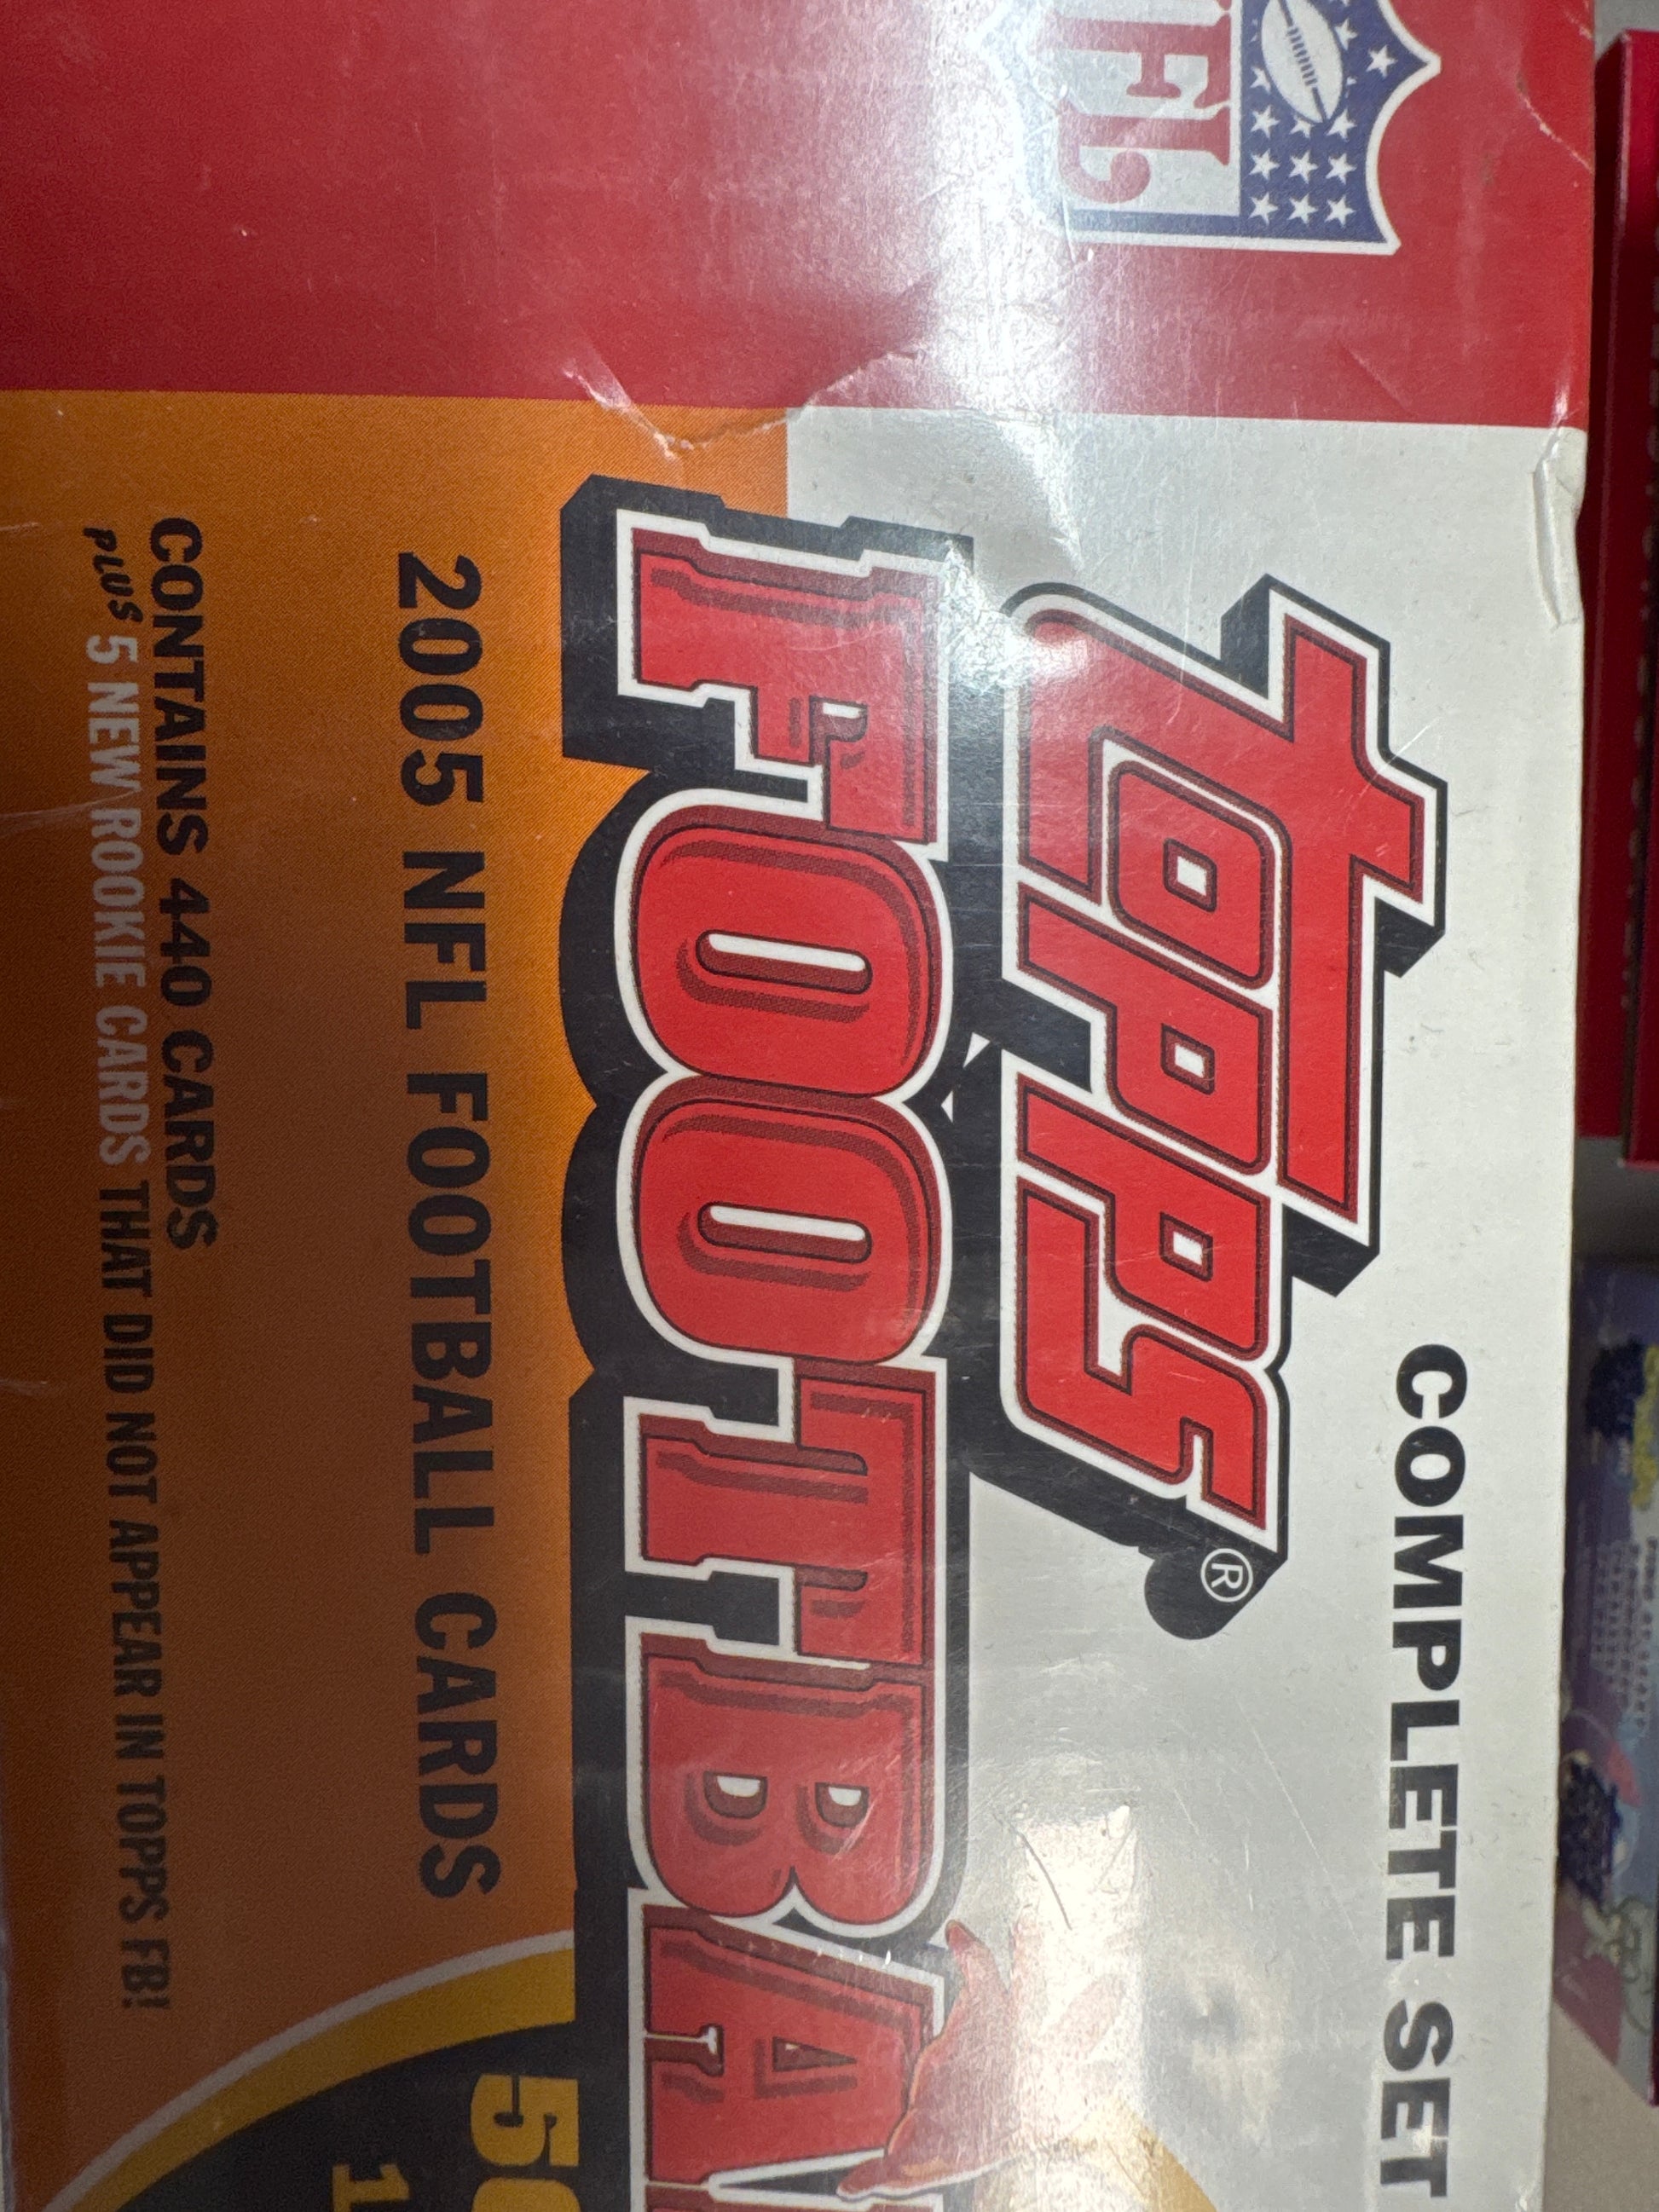 NFL
COMPLETE SET
Topps®
FOOTBA
2005 NFL FOOTBALL CARDS
CONTAINS 440 CARDS
PLUS 5 NEW ROOKIE CARDS THAT DID NOT APPEAR IN TOPPS FB!